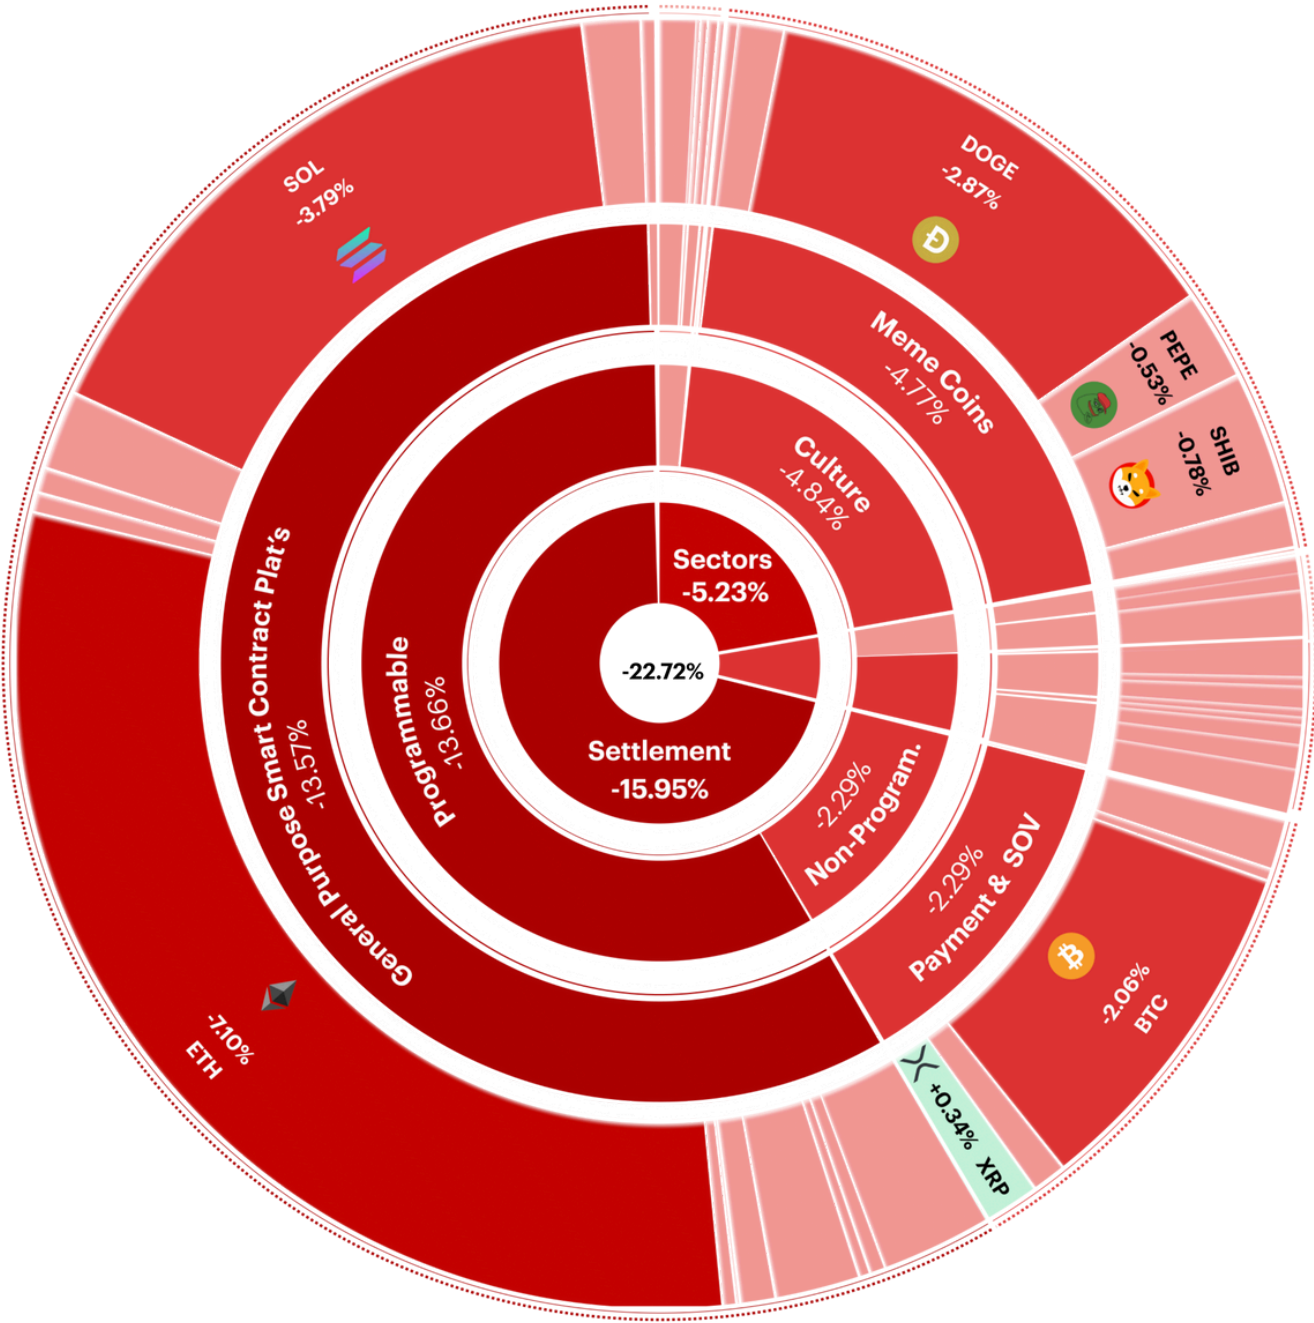 SOL
-3.79%
DOGE
-2.87%
PEPE
-0.53%
SHIB
-0.78%
Meme Coins
-4.77%
Culture
-4.84%
Sectors
-5.23%
-22.72%
Settlement
-15.95%
Programmable
-13.66%
General Purpose Smart Contract Plat's
-13.57%
-2.29%
Non-Program.
-2.29%
Payment & SOV
-2.06%
BTC
+0.34% XRP
-7.10%
ETH